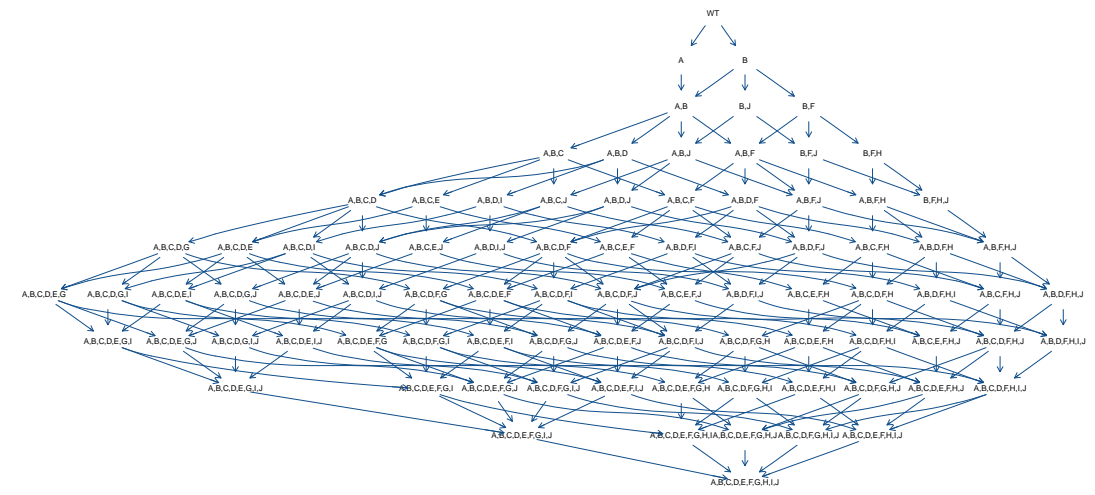 WT
A B
A,B B,J B,F
A,B,C A,B,D A,B,J A,B,F B,F,J B,F,H
A,B,C,D A,B,C,E A,B,D,I A,B,C,J A,B,D,J A,B,C,F A,B,D,F A,B,F,J A,B,F,H B,F,H,J
A,B,C,D,G A,B,C,D,E A,B,C,D,I A,B,C,D,J A,B,C,E,J A,B,D,I,J A,B,C,D,F A,B,C,E,F A,B,D,F,I A,B,C,F,J A,B,D,F,J A,B,C,F,H A,B,D,F,H A,B,F,H,J
A,B,C,D,E,G A,B,C,D,G,I A,B,C,D,E,I A,B,C,D,G,J A,B,C,D,E,J A,B,C,D,I,J A,B,C,D,F,G A,B,C,D,E,F A,B,C,D,F,I A,B,C,D,F,J A,B,C,E,F,J A,B,D,F,I,J A,B,C,E,F,H A,B,C,D,F,H A,B,D,F,H,I A,B,C,F,H,J A,B,D,F,H,J
A,B,C,D,E,G,I A,B,C,D,E,G,J A,B,C,D,G,I,J A,B,C,D,E,I,J A,B,C,D,E,F,G A,B,C,D,F,G,I A,B,C,D,E,F,I A,B,C,D,F,G,J A,B,C,D,E,F,J A,B,C,D,F,I,J A,B,C,D,F,G,H A,B,C,D,E,F,H A,B,C,D,F,H,I A,B,C,E,F,H,J A,B,C,D,F,H,J A,B,D,F,H,I,J
A,B,C,D,E,G,I,J A,B,C,D,E,F,G,I A,B,C,D,E,F,G,J A,B,C,D,F,G,I,J A,B,C,D,E,F,I,J A,B,C,D,E,F,G,H A,B,C,D,F,G,H,I A,B,C,D,E,F,H,I A,B,C,D,F,G,H,J A,B,C,D,E,F,H,J A,B,C,D,F,H,I,J
A,B,C,D,E,F,G,I,J A,B,C,D,E,F,G,H,I A,B,C,D,E,F,G,H,J A,B,C,D,F,G,H,I,J A,B,C,D,E,F,H,I,J
A,B,C,D,E,F,G,H,I,J